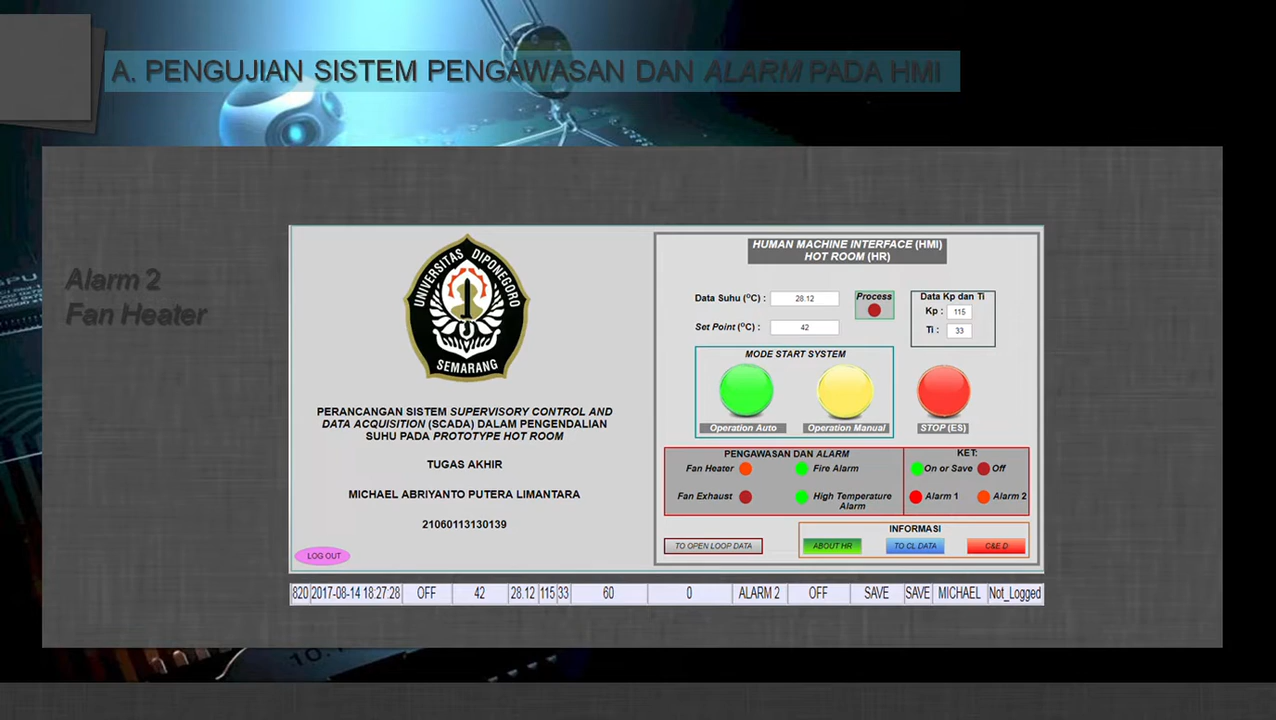 A. PENGUJIAN SISTEM PENGAWASAN DAN ALARM PADA HMI
Alarm 2
Fan Heater
UNIVERSITAS DIPONEGORO
SEMARANG
PERANCANGAN SISTEM SUPERVISORY CONTROL AND
DATA ACQUISITION (SCADA) DALAM PENGENDALIAN
SUHU PADA PROTOTYPE HOT ROOM
TUGAS AKHIR
MICHAEL ABRIYANTO PUTERA LIMANTARA
21060113130139
LOG OUT
HUMAN MACHINE INTERFACE (HMI)
HOT ROOM (HR)
Data Suhu (ᴼC) : 28.12
Set Point (ᴼC) : 42
Process
Data Kp dan Ti
Kp : 115
Ti : 33
MODE START SYSTEM
Operation Auto Operation Manual
STOP (ES)
PENGAWASAN DAN ALARM
Fan Heater Fire Alarm
Fan Exhaust High Temperature
Alarm
KET:
On or Save Off
Alarm 1 Alarm 2
TO OPEN LOOP DATA
INFORMASI
ABOUT HR TO CL DATA C&E D
820 2017-08-14 18:27:28 OFF 42 28.12 115 33 60 0 ALARM 2 OFF SAVE SAVE MICHAEL Not_Logged